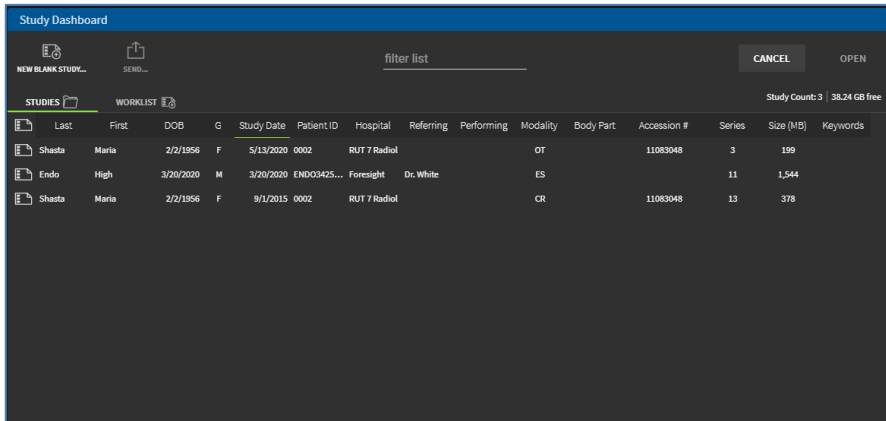 Study Dashboard
NEW BLANK STUDY... SEND... filter list CANCEL OPEN
STUDIES WORKLIST Study Count: 3 38.24 GB free
Last First DOB G Study Date Patient ID Hospital Referring Performing Modality Body Part Accession # Series Size (MB) Keywords
Shasta Maria 2/2/1956 F 5/13/2020 0002 RUT 7 Radiol OT 11083048 3 199
Endo High 3/20/2020 M 3/20/2020 ENDO3425... Foresight Dr. White ES 11 1,544
Shasta Maria 2/2/1956 F 9/1/2015 0002 RUT 7 Radiol CR 11083048 13 378